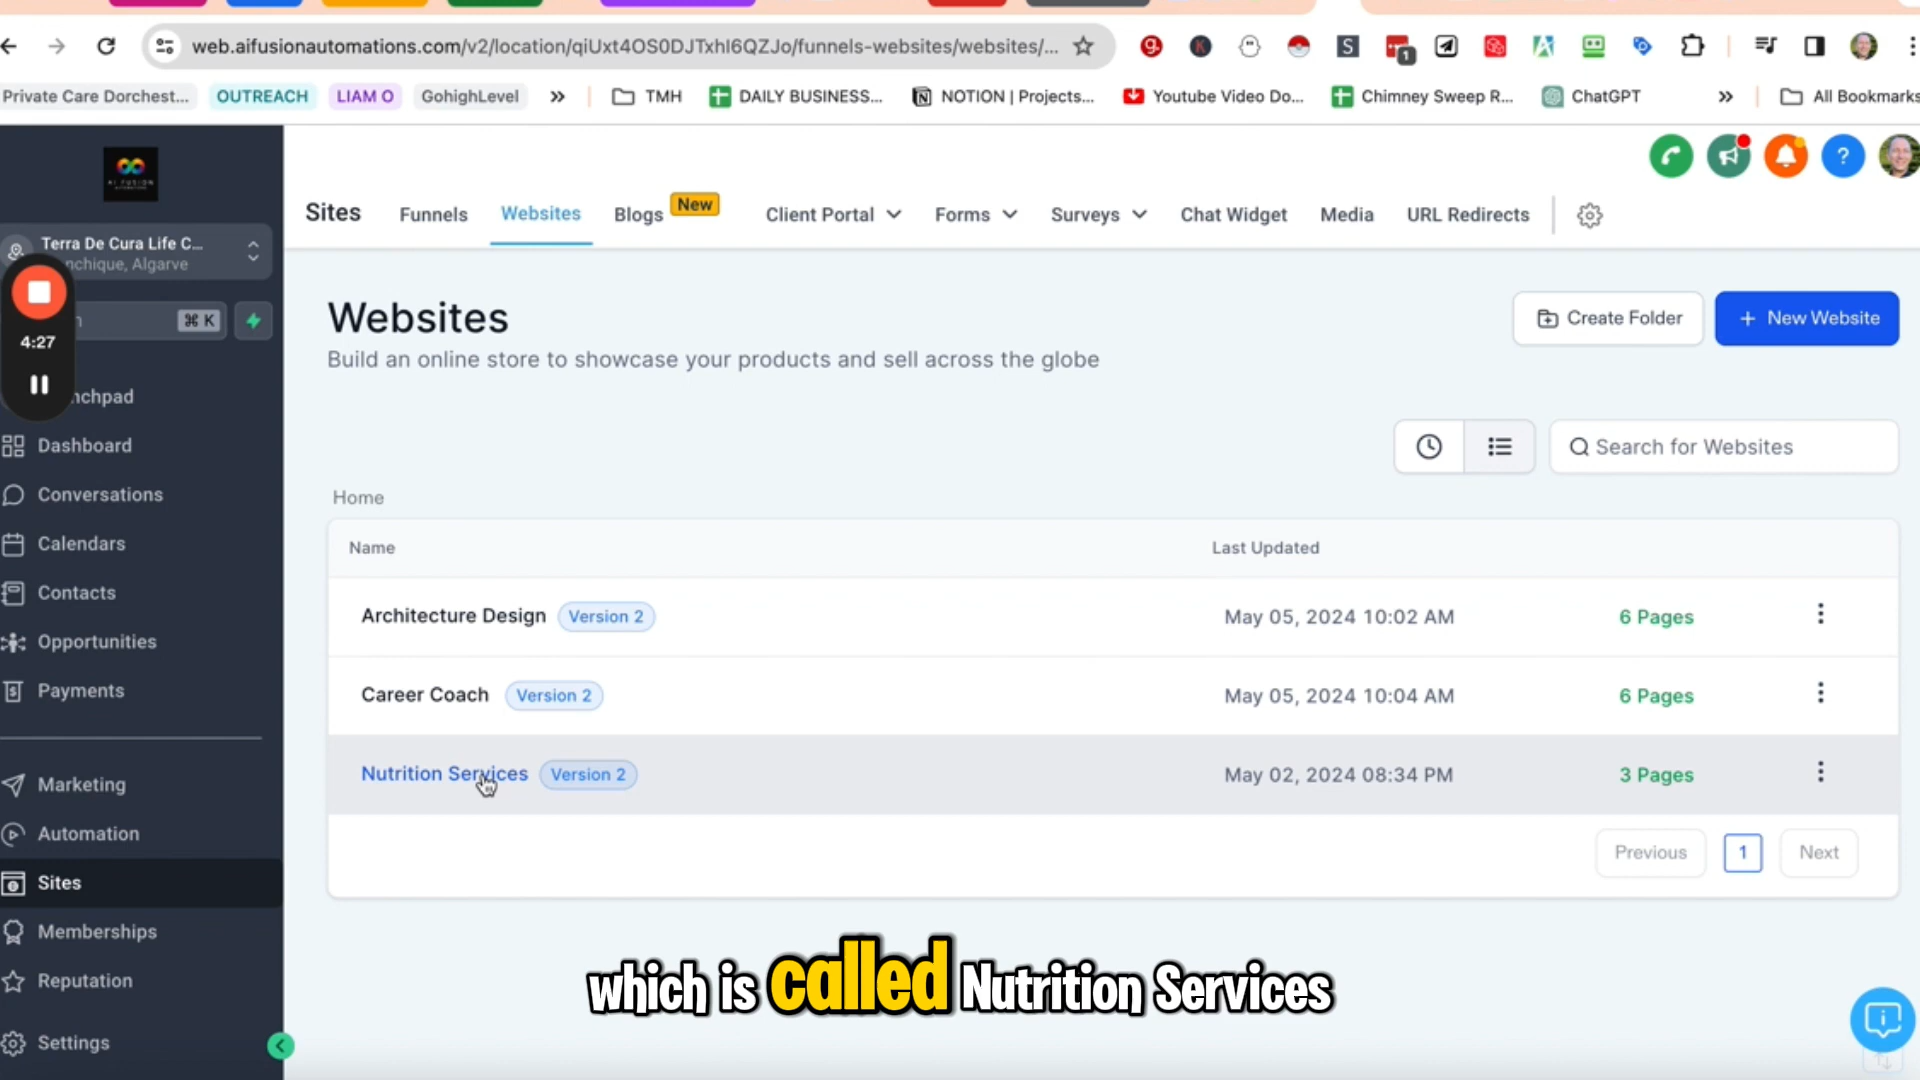 web.aifusionautomations.com/v2/location/qiUxt4OS0DJTxhI6QZJo/funnels-websites/websites/...
1
Private Care Dorchest...
OUTREACH
LIAM O
GohighLevel
TMH
DAILY BUSINESS...
NOTION | Projects...
Youtube Video Do...
Chimney Sweep R...
ChatGPT
All Bookmarks
AI FUSION
Sites
Funnels
Websites
Blogs
New
Client Portal
Forms
Surveys
Chat Widget
Media
URL Redirects
Terra De Cura Life C...
nchique, Algarve
⌘ K
4:27
nchpad
Dashboard
Conversations
Calendars
Contacts
Opportunities
Payments
Marketing
Automation
Sites
Memberships
Reputation
Settings
Websites
Build an online store to showcase your products and sell across the globe
Create Folder
+ New Website
Search for Websites
Home
Name
Last Updated
Architecture Design
Version 2
May 05, 2024 10:02 AM
6 Pages
Career Coach
Version 2
May 05, 2024 10:04 AM
6 Pages
Nutrition Services
Version 2
May 02, 2024 08:34 PM
3 Pages
Previous
1
Next
which is called Nutrition Services